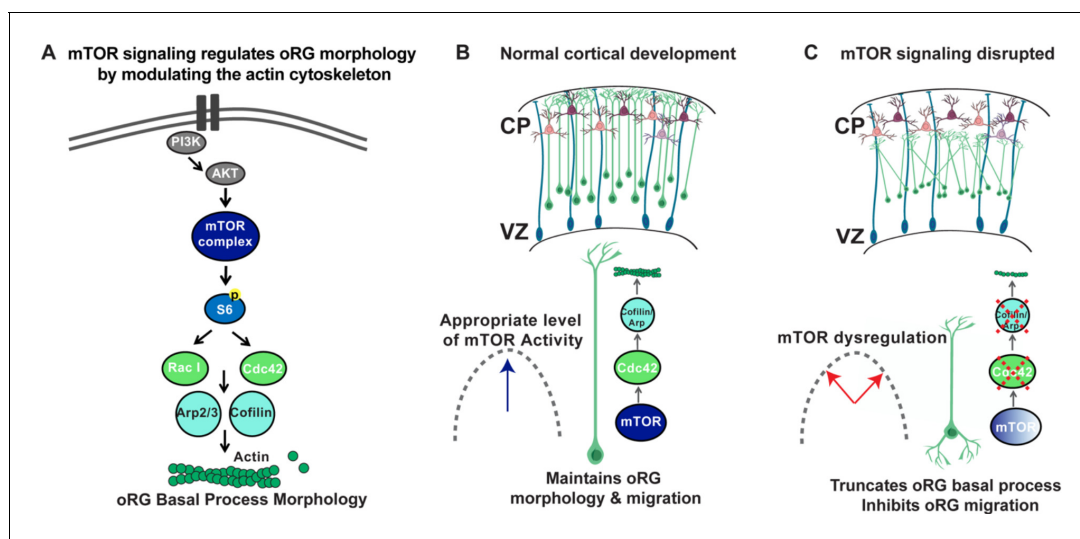 A mTOR signaling regulates oRG morphology
by modulating the actin cytoskeleton
PI3K
AKT
mTOR
complex
p
S6
Rac I
Cdc42
Arp2/3
Cofilin
Actin
oRG Basal Process Morphology
B Normal cortical development
CP
VZ
Appropriate level
of mTOR Activity
Cofilin/
Arp
Cdc42
mTOR
Maintains oRG
morphology & migration
C mTOR signaling disrupted
CP
VZ
mTOR dysregulation
Cofilin/
Arp
Cdc42
mTOR
Truncates oRG basal process
Inhibits oRG migration